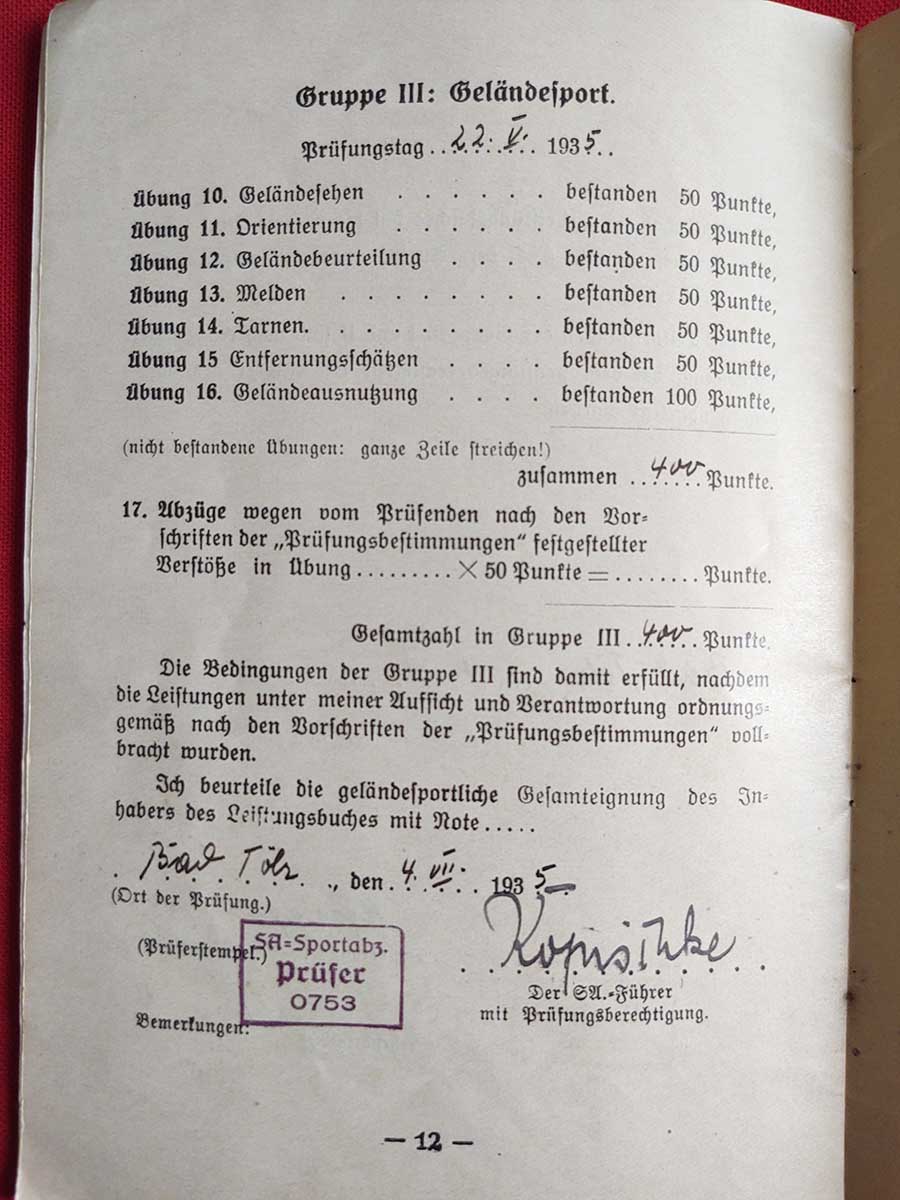 Gruppe III: Geländesport.
Prüfungstag .. 22. V. 1935 ..
Übung 10. Geländesehen . . . . . . bestanden 50 Punkte,
Übung 11. Orientierung . . . . . . bestanden 50 Punkte,
Übung 12. Geländebeurteilung . . . . bestanden 50 Punkte,
Übung 13. Melden . . . . . . . . bestanden 50 Punkte,
Übung 14. Tarnen. . . . . . . . . bestanden 50 Punkte,
Übung 15 Entfernungsschätzen . . . . bestanden 50 Punkte,
Übung 16. Geländeausnutzung . . . . bestanden 100 Punkte,
(nicht bestandene Übungen: ganze Zeile streichen!)
zusammen .. 400 Punkte.
17. Abzüge wegen vom Prüfenden nach den Vor=
schriften der „Prüfungsbestimmungen“ festgestellter
Verstöße in Übung ......... × 50 Punkte = ........ Punkte.
Gesamtzahl in Gruppe III .. 400 Punkte.
Die Bedingungen der Gruppe III sind damit erfüllt, nachdem
die Leistungen unter meiner Aufsicht und Verantwortung ordnungs=
gemäß nach den Vorschriften der „Prüfungsbestimmungen“ voll=
bracht wurden.
Ich beurteile die geländesportliche Gesamteignung des In=
habers des Leistungsbuches mit Note .....
Bad Tölz ., den 4. VII. 1935
(Ort der Prüfung.)
(Prüferstempel.)
SA=Sportabz.
Prüfer
0753
Kopischke
Der SA.=Führer
mit Prüfungsberechtigung.
Bemerkungen:
— 12 —